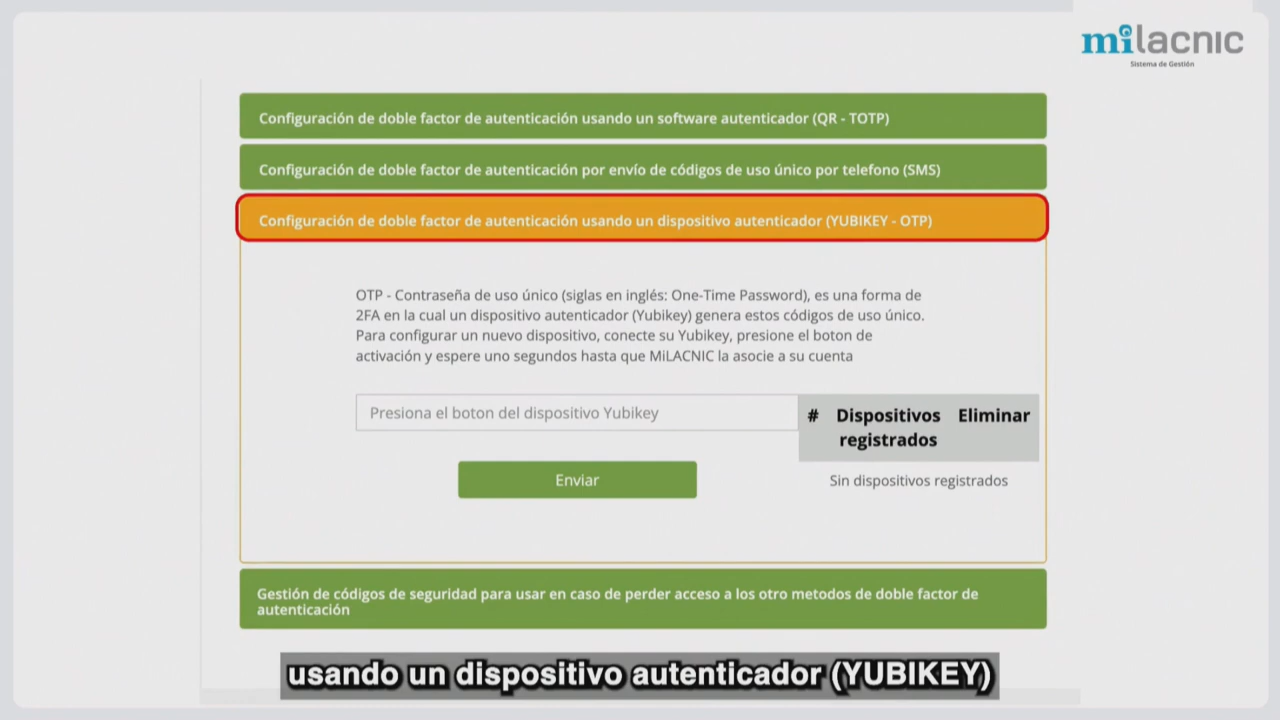 milacnic
Sistema de Gestión
Configuración de doble factor de autenticación usando un software autenticador (QR - TOTP)
Configuración de doble factor de autenticación por envío de códigos de uso único por telefono (SMS)
Configuración de doble factor de autenticación usando un dispositivo autenticador (YUBIKEY - OTP)
OTP - Contraseña de uso único (siglas en inglés: One-Time Password), es una forma de
2FA en la cual un dispositivo autenticador (Yubikey) genera estos códigos de uso único.
Para configurar un nuevo dispositivo, conecte su Yubikey, presione el boton de
activación y espere uno segundos hasta que MiLACNIC la asocie a su cuenta
Presiona el boton del dispositivo Yubikey
# Dispositivos Eliminar
registrados
Enviar
Sin dispositivos registrados
Gestión de códigos de seguridad para usar en caso de perder acceso a los otro metodos de doble factor de
autenticación
usando un dispositivo autenticador (YUBIKEY)